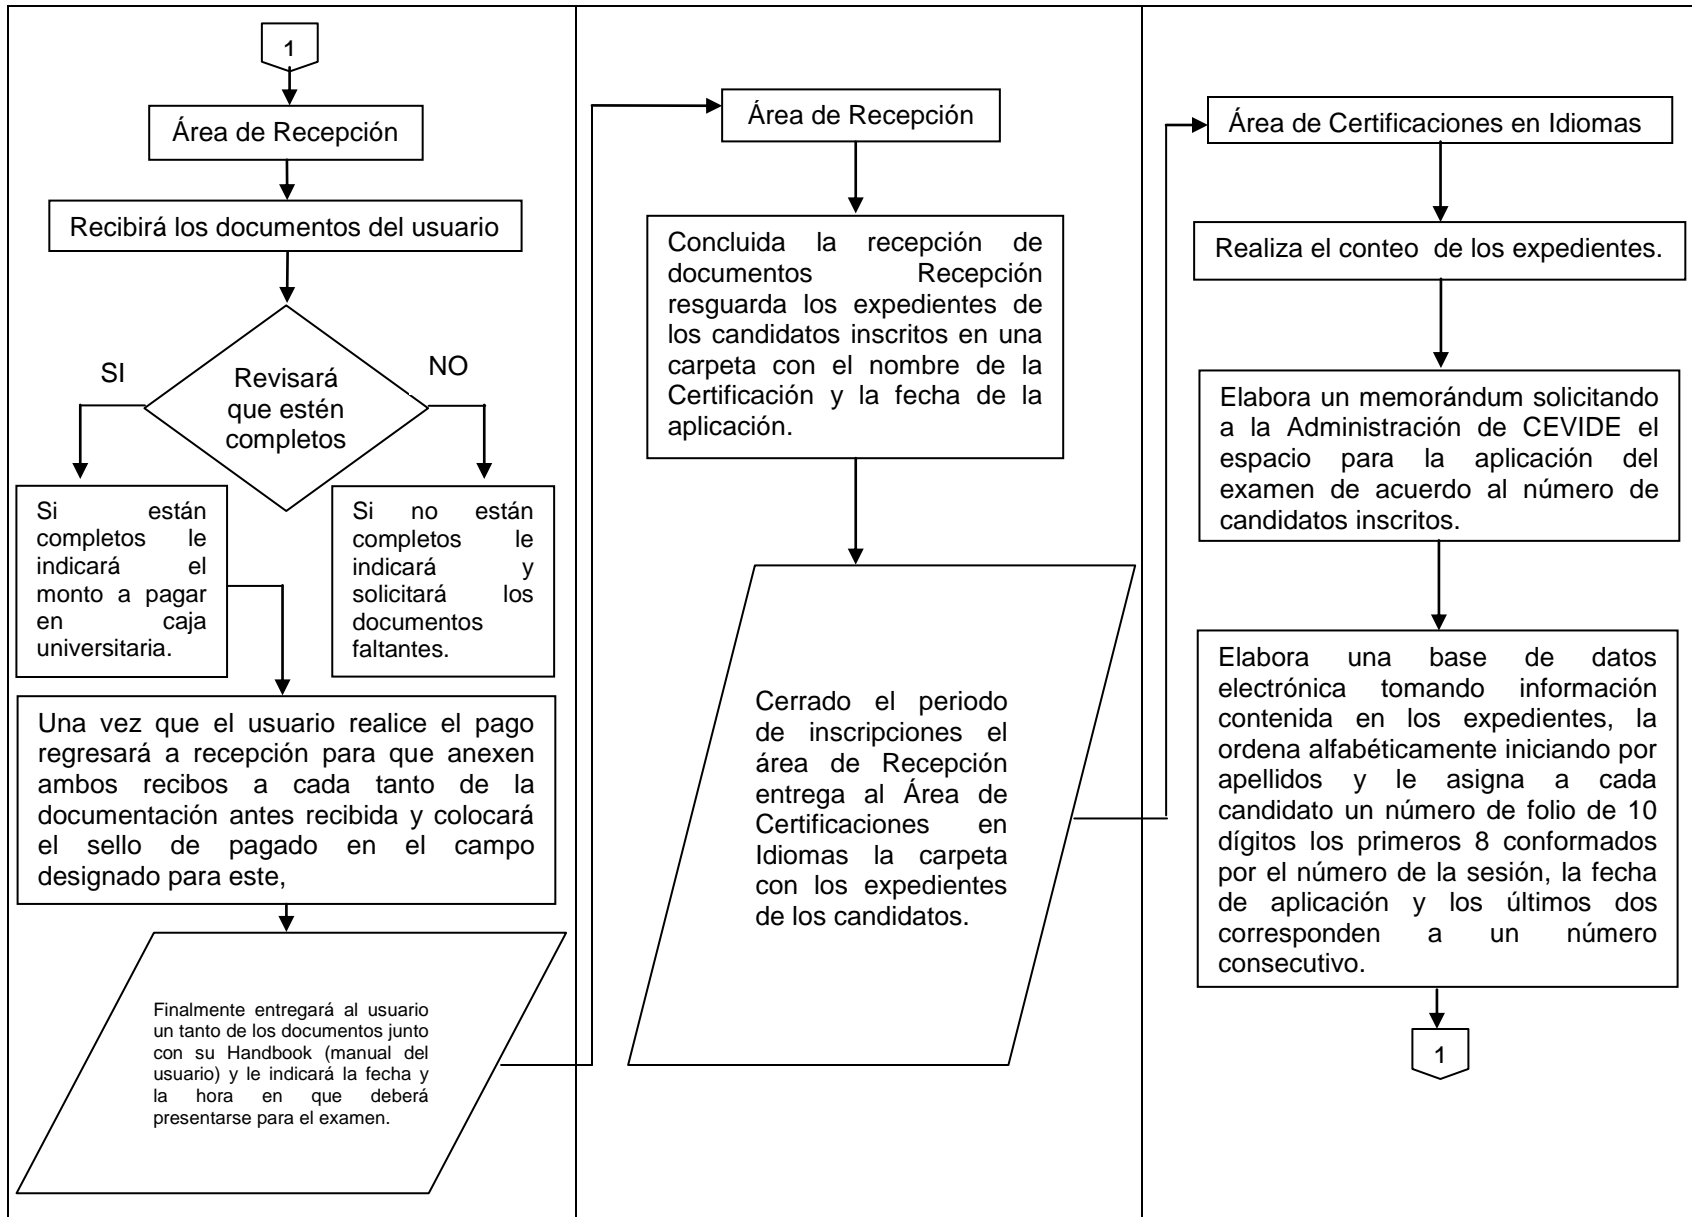 1
Área de Recepción
Recibirá los documentos del usuario
SI
NO
Revisará
que estén
completos
Si están
completos le
indicará el
monto a pagar
en caja
universitaria.
Si no están
completos le
indicará y
solicitará los
documentos
faltantes.
Una vez que el usuario realice el pago
regresará a recepción para que anexen
ambos recibos a cada tanto de la
documentación antes recibida y colocará
el sello de pagado en el campo
designado para este,
Finalmente entregará al usuario
un tanto de los documentos junto
con su Handbook (manual del
usuario) y le indicará la fecha y
la hora en que deberá
presentarse para el examen.
Área de Recepción
Concluida la recepción de
documentos Recepción
resguarda los expedientes de
los candidatos inscritos en una
carpeta con el nombre de la
Certificación y la fecha de la
aplicación.
Cerrado el periodo
de inscripciones el
área de Recepción
entrega al Área de
Certificaciones en
Idiomas la carpeta
con los expedientes
de los candidatos.
Área de Certificaciones en Idiomas
Realiza el conteo de los expedientes.
Elabora un memorándum solicitando
a la Administración de CEVIDE el
espacio para la aplicación del
examen de acuerdo al número de
candidatos inscritos.
Elabora una base de datos
electrónica tomando información
contenida en los expedientes, la
ordena alfabéticamente iniciando por
apellidos y le asigna a cada
candidato un número de folio de 10
dígitos los primeros 8 conformados
por el número de la sesión, la fecha
de aplicación y los últimos dos
corresponden a un número
consecutivo.
1